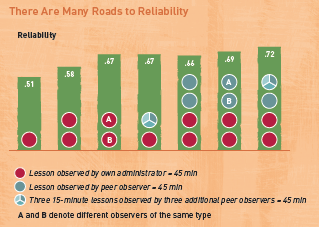 There Are Many Roads to Reliability
Reliability
.51
.58
.67
.67
.66
.69
.72
A
B
A
B
Lesson observed by own administrator = 45 min
Lesson observed by peer observer = 45 min
Three 15-minute lessons observed by three additional peer observers = 45 min
A and B denote different observers of the same type